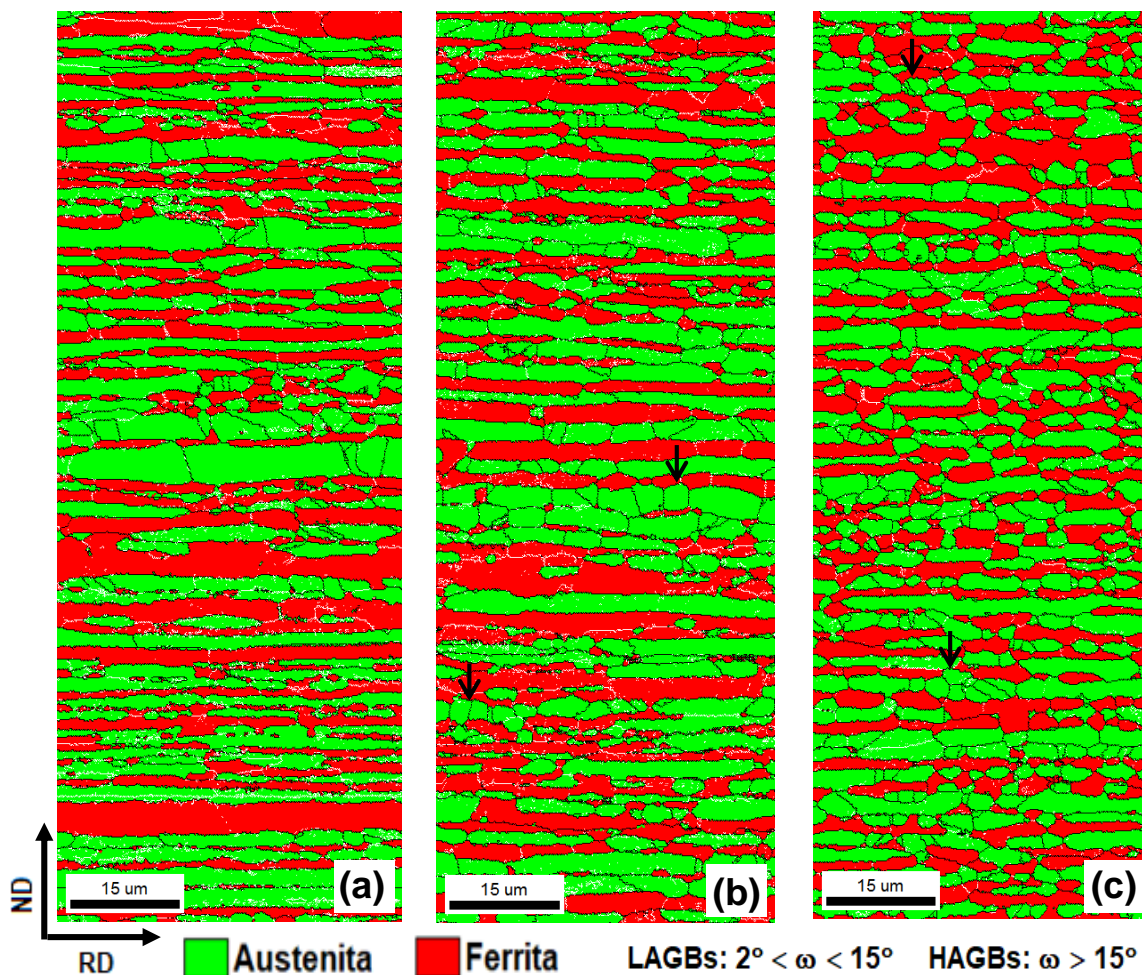 15 um
(a)
15 um
(b)
15 um
(c)
ND
RD
Austenita
Ferrita
LAGBs: 2° < ω < 15°
HAGBs: ω > 15°